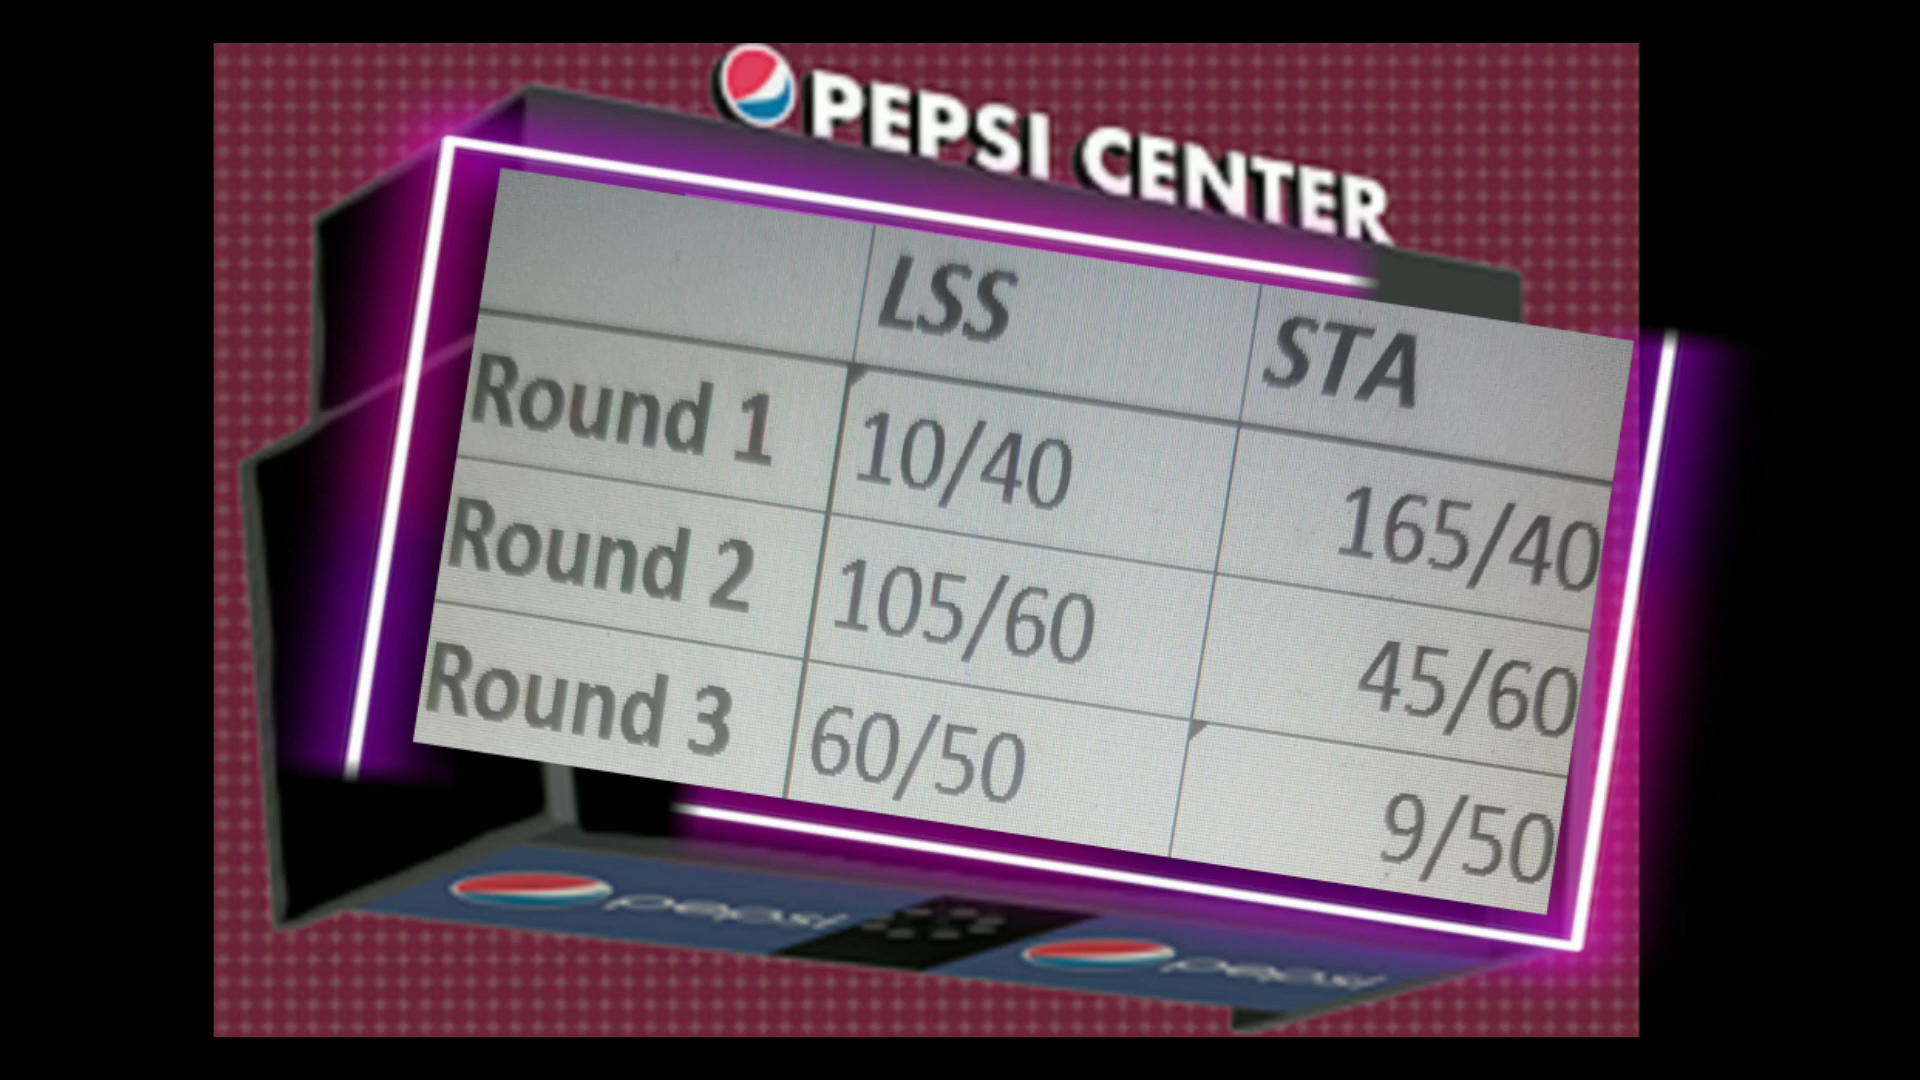 PEPSI CENTER
LSS STA
Round 1 10/40 165/40
Round 2 105/60 45/60
Round 3 60/50 9/50
pepsi pepsi